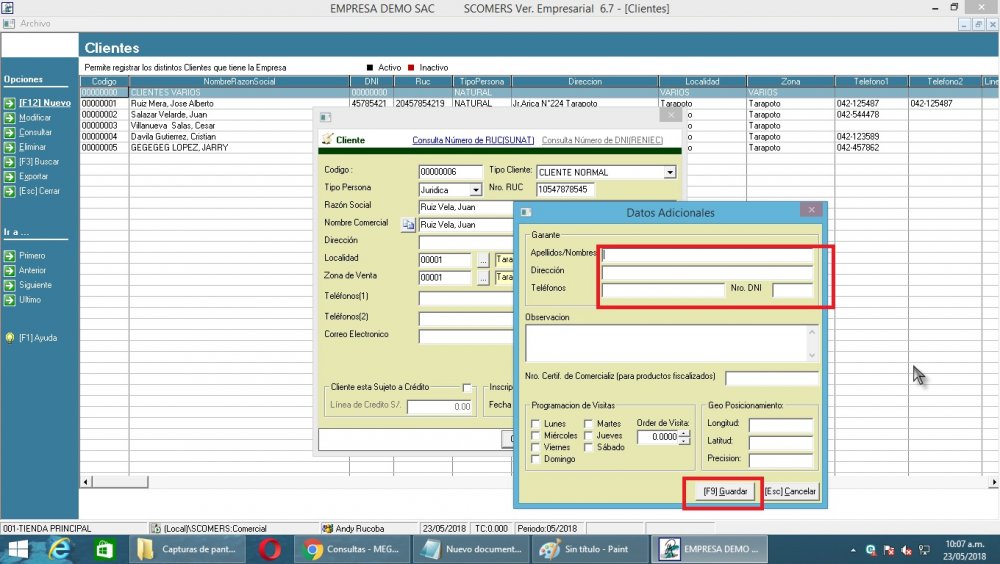 EMPRESA DEMO SAC SCOMERS Ver. Empresarial 6.7 - [Clientes]
Archivo
Clientes
Permite registrar los distintos Clientes que tiene la Empresa Activo Inactivo
Opciones
[F12] Nuevo
Modificar
Consultar
Eliminar
[F3] Buscar
Exportar
[Esc] Cerrar
Ir a ...
Primero
Anterior
Siguiente
Ultimo
[F1] Ayuda
Codigo NombreRazonSocial DNI Ruc TipoPersona Direccion Localidad Zona Telefono1 Telefono2 Line
00000000 CLIENTES VARIOS 00000000 NATURAL VARIOS VARIOS
00000001 Ruiz Mera, Jose Alberto 45785421 20457854219 NATURAL Jr.Arica N°224 Tarapoto Tarapoto Tarapoto 042-125487 042-125487
00000002 Salazar Velarde, Juan o Tarapoto 042-544478
00000003 Villanueva Salas, Cesar Tarapoto
00000004 Davila Gutierrez, Cristian o Tarapoto 042-123589
00000005 GEGEGEG LOPEZ, JARRY o Tarapoto 042-457862
Cliente Consulta Número de RUC(SUNAT) Consulta Número de DNI(RENIEC)
Codigo : 00000006 Tipo Cliente: CLIENTE NORMAL
Tipo Persona Juridica Nro. RUC 10547878545
Razón Social Ruiz Vela, Juan
Nombre Comercial Ruiz Vela, Juan
Dirección
Localidad 00001 ... Tara
Zona de Venta 00001 ... Tara
Teléfonos(1)
Teléfonos(2)
Correo Electronico
Cliente esta Sujeto a Crédito Inscrip
Línea de Credito S/. 0.00 Fecha
Datos Adicionales
Garante
Apellidos/Nombres
Dirección
Teléfonos Nro. DNI
Observacion
Nro. Certif. de Comercializ (para productos fiscalizados)
Programacion de Visitas Geo Posicionamiento:
Lunes Martes Order de Visita: Longitud:
Miércoles Jueves 0.0000 Latitud:
Viernes Sábado Precision:
Domingo
[F9] Guardar [Esc] Cancelar
001-TIENDA PRINCIPAL (Local)\SCOMERS:Comercial Andy Rucoba 23/05/2018 TC:0.000 Periodo:05/2018
Capturas de pant... Consultas - MEG... Nuevo document... Sin título - Paint EMPRESA DEMO ... 10:07 a.m.
23/05/2018